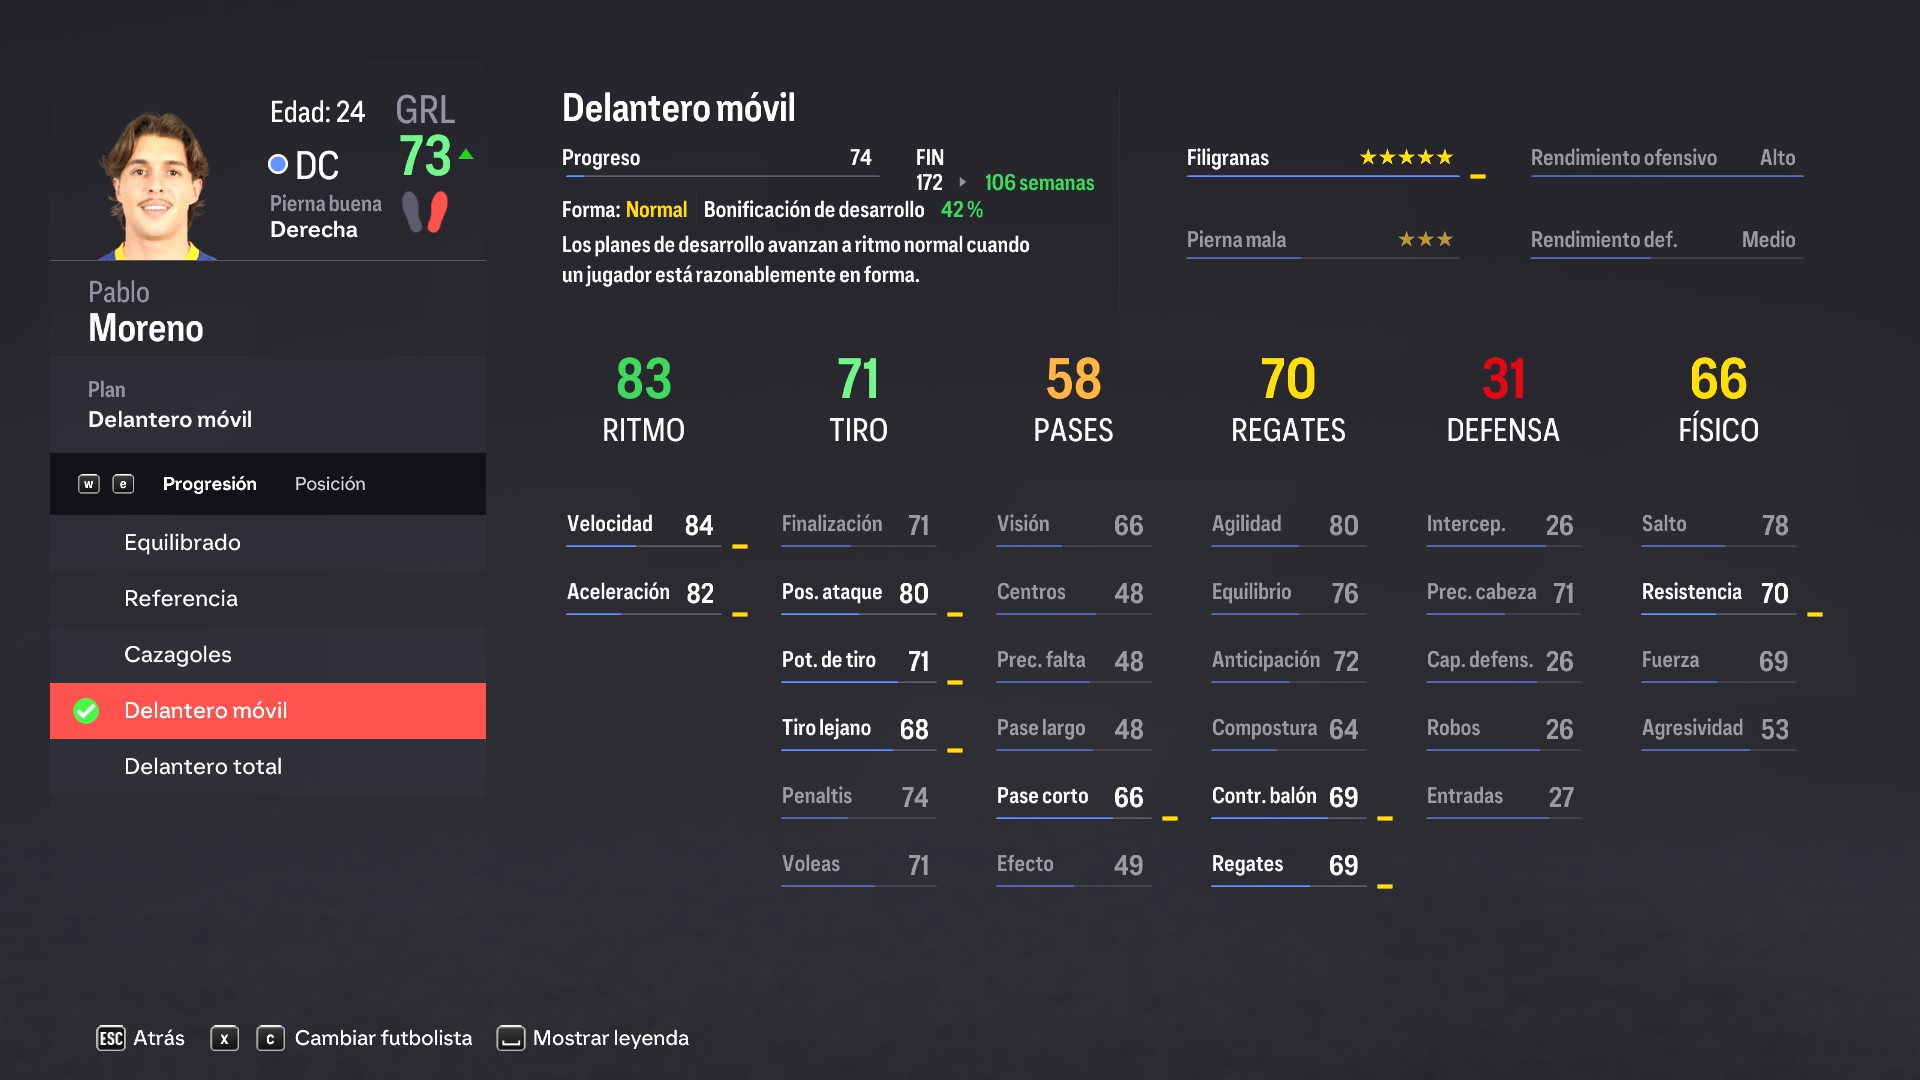 Edad: 24
GRL
DC
73
Pierna buena
Derecha
Pablo
Moreno
Plan
Delantero móvil
w e Progresión Posición
Equilibrado
Referencia
Cazagoles
Delantero móvil
Delantero total
Delantero móvil
Progreso 74
FIN
172 106 semanas
Forma: Normal Bonificación de desarrollo 42 %
Los planes de desarrollo avanzan a ritmo normal cuando
un jugador está razonablemente en forma.
Filigranas ★★★★★
Rendimiento ofensivo Alto
Pierna mala ★★★
Rendimiento def. Medio
83 71 58 70 31 66
RITMO TIRO PASES REGATES DEFENSA FÍSICO
Velocidad 84 Finalización 71 Visión 66 Agilidad 80 Intercep. 26 Salto 78
Aceleración 82 Pos. ataque 80 Centros 48 Equilibrio 76 Prec. cabeza 71 Resistencia 70
Pot. de tiro 71 Prec. falta 48 Anticipación 72 Cap. defens. 26 Fuerza 69
Tiro lejano 68 Pase largo 48 Compostura 64 Robos 26 Agresividad 53
Penaltis 74 Pase corto 66 Contr. balón 69 Entradas 27
Voleas 71 Efecto 49 Regates 69
ESC Atrás x c Cambiar futbolista Mostrar leyenda